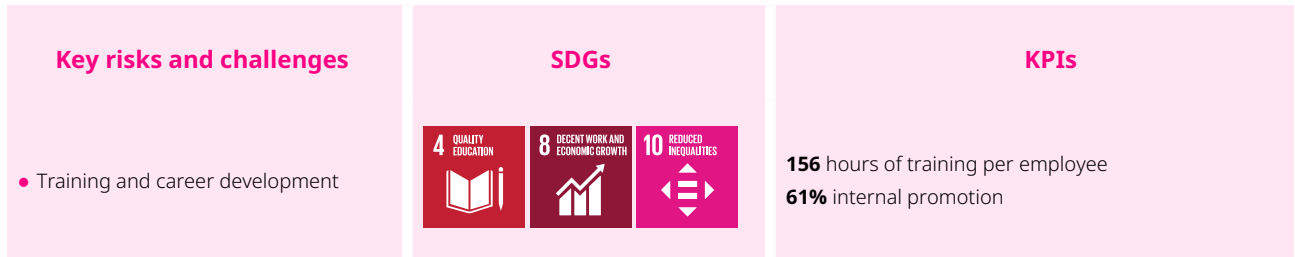 Key risks and challenges
SDGs
KPIs
• Training and career development
4 QUALITY
EDUCATION
8 DECENT WORK AND
ECONOMIC GROWTH
10 REDUCED
INEQUALITIES
156 hours of training per employee
61% internal promotion